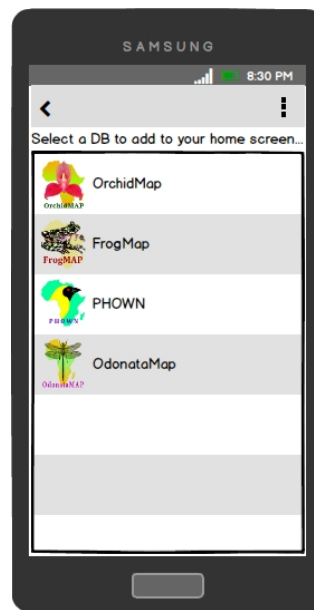 SAMSUNG
8:30 PM
Select a DB to add to your home screen...
OrchidMAP
OrchidMap
FrogMAP
FrogMap
PHOWN
PHOWN
OdonataMAP
OdonataMap